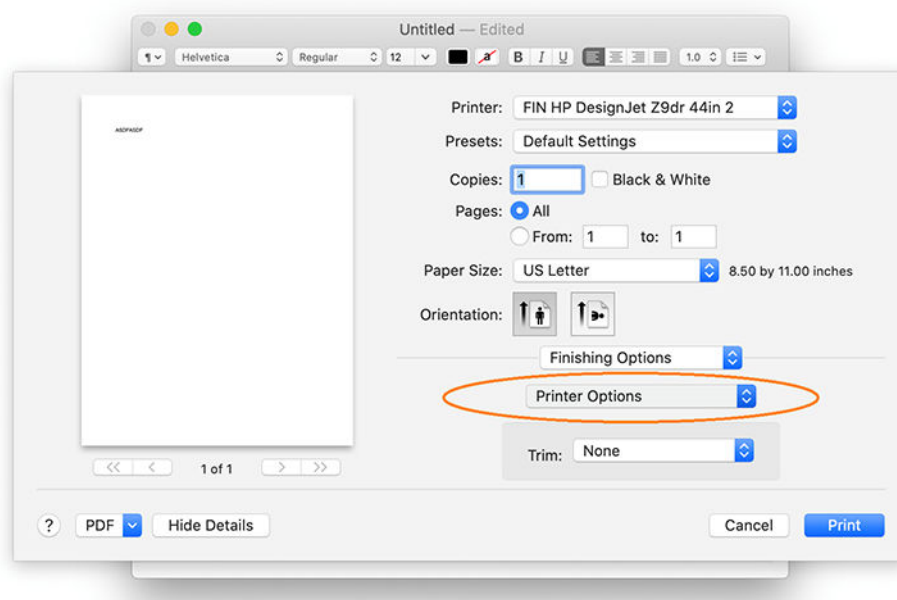 Untitled — Edited
¶ Helvetica Regular 12 a B I U 1.0
Printer: FIN HP DesignJet Z9dr 44in 2
Presets: Default Settings
ASDFASDF
Copies: 1 Black & White
Pages: All
From: 1 to: 1
Paper Size: US Letter 8.50 by 11.00 inches
Orientation:
Finishing Options
Printer Options
Trim: None
<< < 1 of 1 > >>
? PDF Hide Details Cancel Print